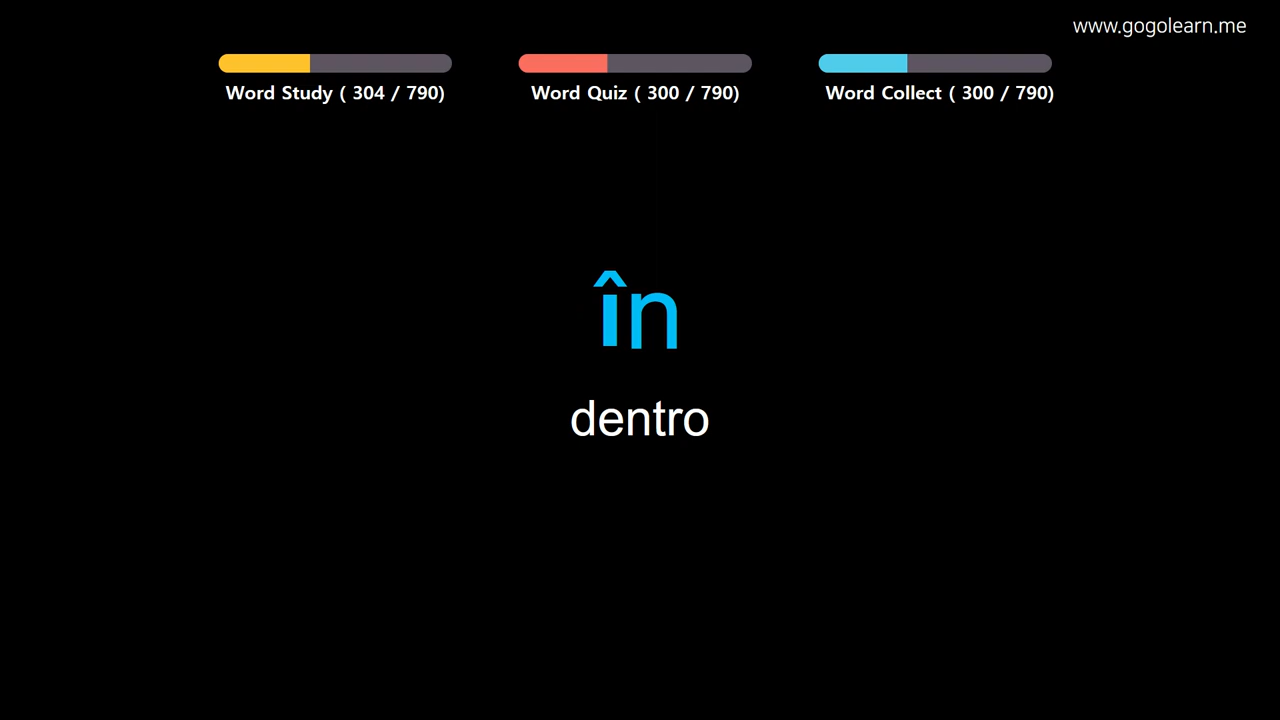 www.gogolearn.me
Word Study ( 304 / 790)
Word Quiz ( 300 / 790)
Word Collect ( 300 / 790)
în
dentro